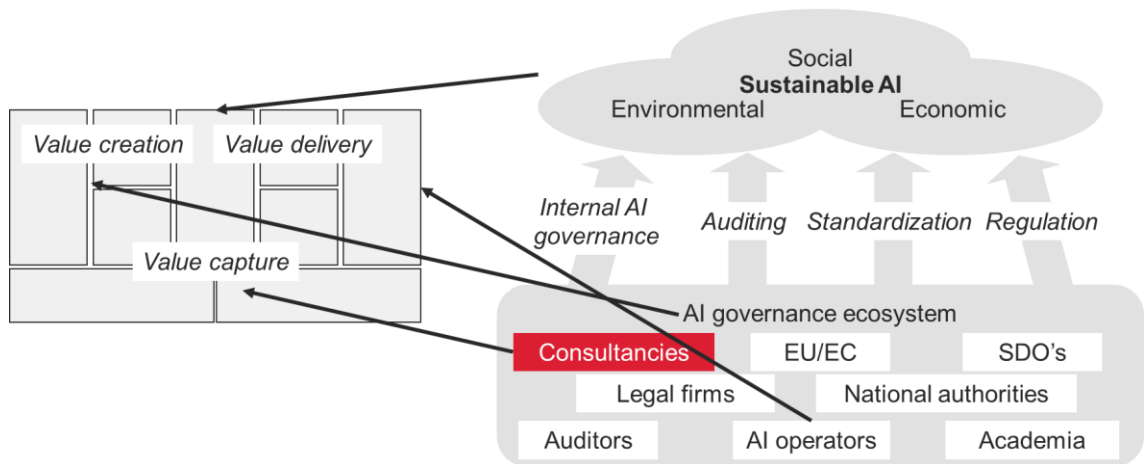 Social
Sustainable AI
Environmental
Economic
Value creation
Value delivery
Value capture
Internal AI
governance
Auditing
Standardization
Regulation
AI governance ecosystem
Consultancies
EU/EC
SDO's
Legal firms
National authorities
Auditors
AI operators
Academia